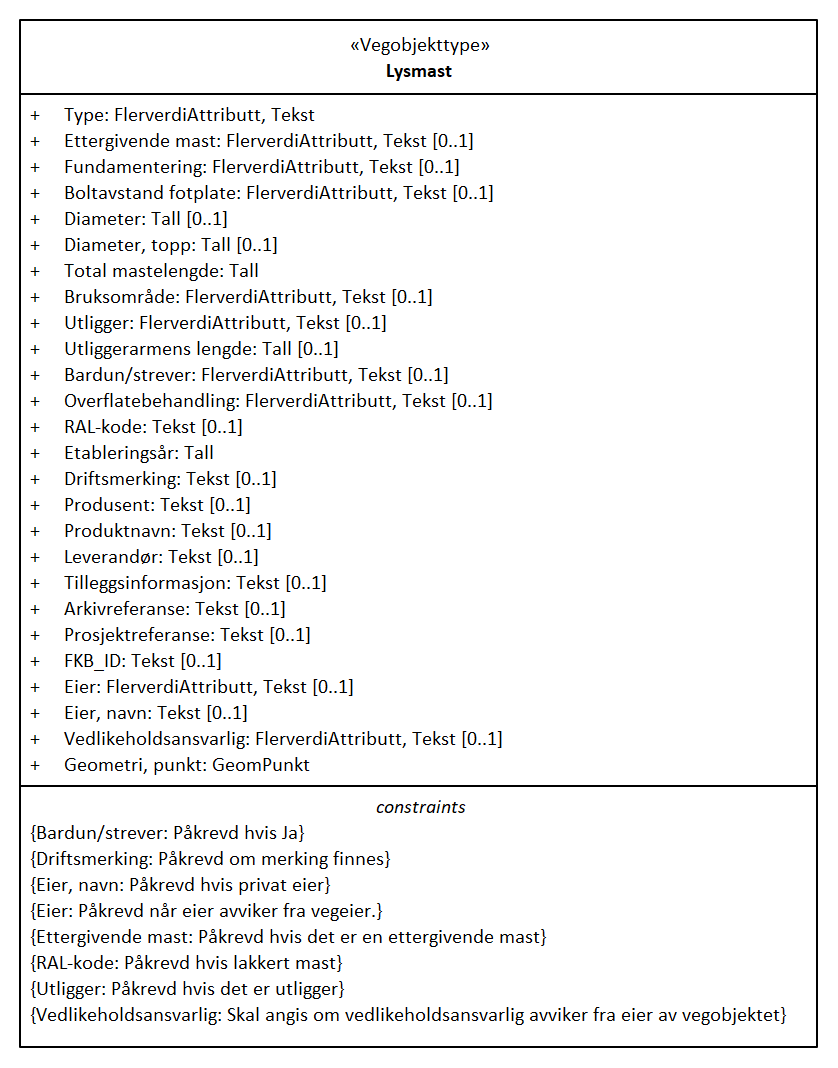 «Vegobjekttype»
Lysmast
+ Type: FlerverdiAttributt, Tekst
+ Ettergivende mast: FlerverdiAttributt, Tekst [0..1]
+ Fundamentering: FlerverdiAttributt, Tekst [0..1]
+ Boltavstand fotplate: FlerverdiAttributt, Tekst [0..1]
+ Diameter: Tall [0..1]
+ Diameter, topp: Tall [0..1]
+ Total mastelengde: Tall
+ Bruksområde: FlerverdiAttributt, Tekst [0..1]
+ Utligger: FlerverdiAttributt, Tekst [0..1]
+ Utliggerarmens lengde: Tall [0..1]
+ Bardun/strever: FlerverdiAttributt, Tekst [0..1]
+ Overflatebehandling: FlerverdiAttributt, Tekst [0..1]
+ RAL-kode: Tekst [0..1]
+ Etableringsår: Tall
+ Driftsmerking: Tekst [0..1]
+ Produsent: Tekst [0..1]
+ Produktnavn: Tekst [0..1]
+ Leverandør: Tekst [0..1]
+ Tilleggsinformasjon: Tekst [0..1]
+ Arkivreferanse: Tekst [0..1]
+ Prosjektreferanse: Tekst [0..1]
+ FKB_ID: Tekst [0..1]
+ Eier: FlerverdiAttributt, Tekst [0..1]
+ Eier, navn: Tekst [0..1]
+ Vedlikeholdsansvarlig: FlerverdiAttributt, Tekst [0..1]
+ Geometri, punkt: GeomPunkt
constraints
{Bardun/strever: Påkrevd hvis Ja}
{Driftsmerking: Påkrevd om merking finnes}
{Eier, navn: Påkrevd hvis privat eier}
{Eier: Påkrevd når eier avviker fra vegeier.}
{Ettergivende mast: Påkrevd hvis det er en ettergivende mast}
{RAL-kode: Påkrevd hvis lakkert mast}
{Utligger: Påkrevd hvis det er utligger}
{Vedlikeholdsansvarlig: Skal angis om vedlikeholdsansvarlig avviker fra eier av vegobjektet}